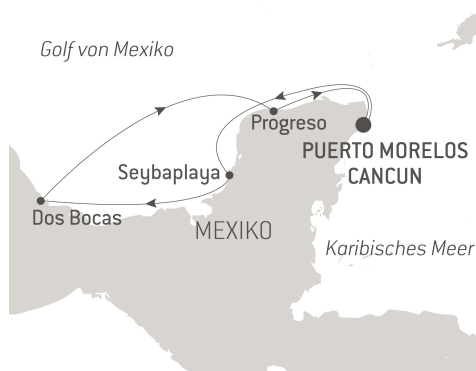 Golf von Mexiko
Progreso
PUERTO MORELOS
CANCUN
Seybaplaya
Dos Bocas
MEXIKO
Karibisches Meer